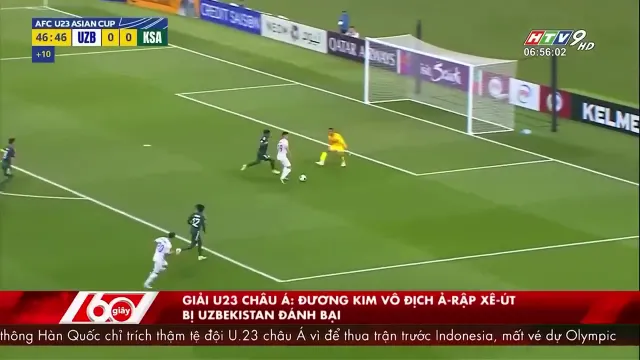 AFC U23 ASIAN CUP
46:46 UZB 0 0 KSA
+10
HTV9 HD
06:56:02
neom
QATAR AIRWAYS
KELME
60 giây
GIẢI U23 CHÂU Á: ĐƯƠNG KIM VÔ ĐỊCH Ả-RẬP XÊ-ÚT
BỊ UZBEKISTAN ĐÁNH BẠI
thông Hàn Quốc chỉ trích thậm tệ đội U.23 châu Á vì để thua trận trước Indonesia, mất vé dự Olympic